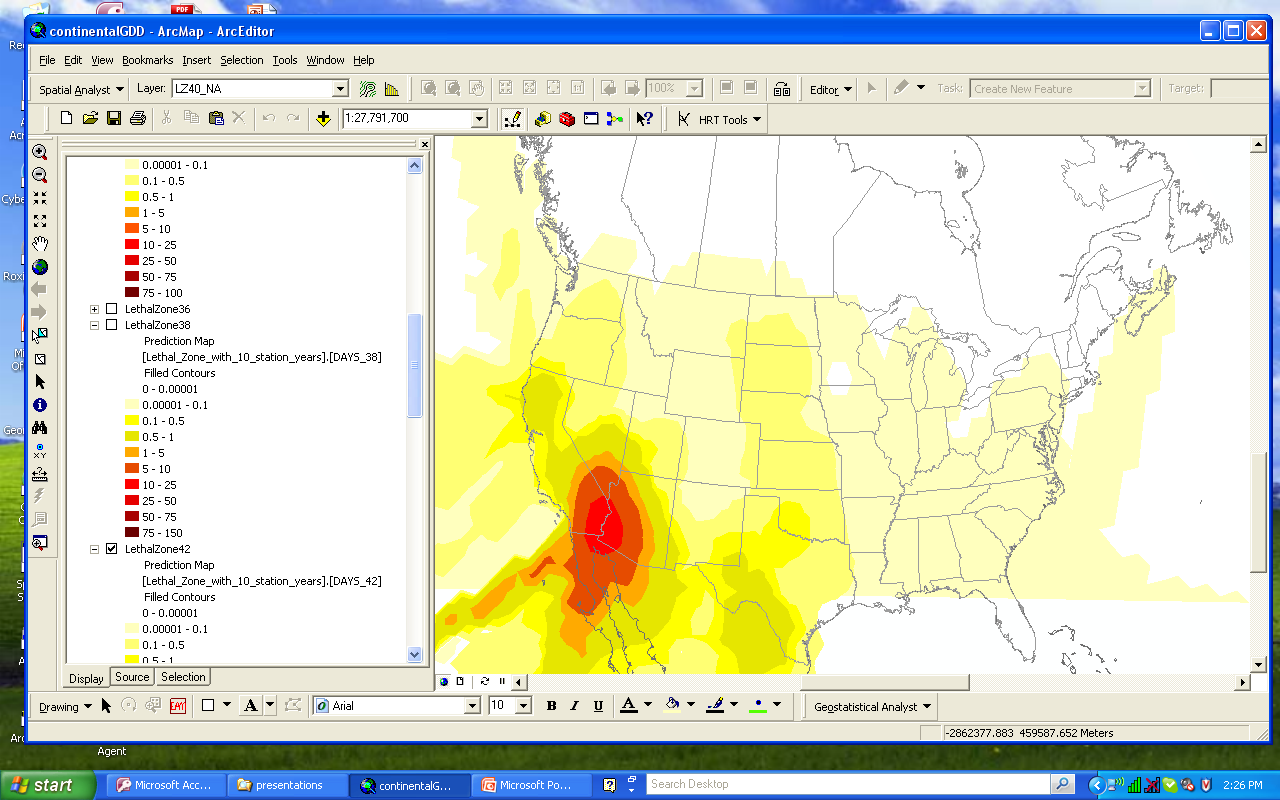 continentalGDD - ArcMap - ArcEditor
File Edit View Bookmarks Insert Selection Tools Window Help
Spatial Analyst Layer: LZ40_NA 100% Editor Task: Create New Feature Target:
1:27,791,700 HRT Tools
0.00001 - 0.1
0.1 - 0.5
0.5 - 1
1 - 5
5 - 10
10 - 25
25 - 50
50 - 75
75 - 100
LethalZone36
LethalZone38
Prediction Map
[Lethal_Zone_with_10_station_years].[DAYS_38]
Filled Contours
0 - 0.00001
0.00001 - 0.1
0.1 - 0.5
0.5 - 1
1 - 5
5 - 10
10 - 25
25 - 50
50 - 75
75 - 150
LethalZone42
Prediction Map
[Lethal_Zone_with_10_station_years].[DAYS_42]
Filled Contours
0 - 0.00001
0.00001 - 0.1
0.1 - 0.5
0.5 - 1
Display Source Selection
Drawing A Arial 10 B I U A Geostatistical Analyst
-2862377.883 459587.652 Meters
Agent
start Microsoft Acc... presentations continentalG... Microsoft Po... Search Desktop 2:26 PM